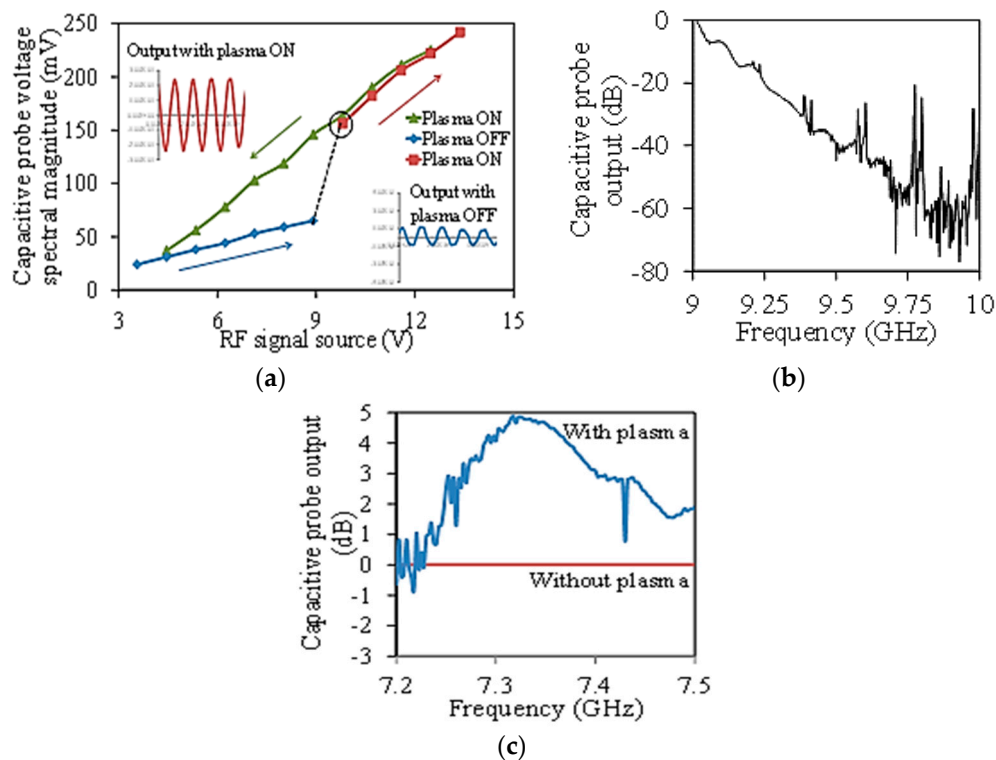 Capacitive probe voltage
spectral magnitude (mV)
250
200
150
100
50
0
Output with plasma ON
Plasma ON
Plasma OFF
Plasma ON
Output with
plasma OFF
3
6
9
12
15
RF signal source (V)
(a)
Capacitive probe
output (dB)
0
-20
-40
-60
-80
9
9.25
9.5
9.75
10
Frequency (GHz)
(b)
Capacitive probe output
(dB)
5
4
3
2
1
0
-1
-2
-3
With plasma
Without plasma
7.2
7.3
7.4
7.5
Frequency (GHz)
(c)